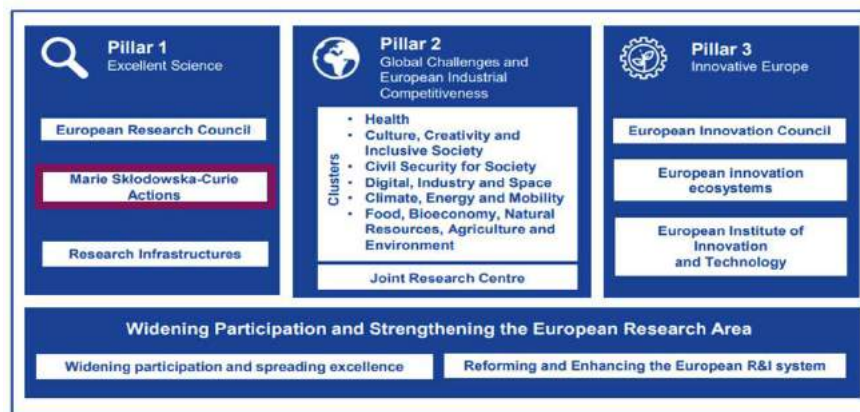 Pillar 1
Excellent Science
European Research Council
Marie Skłodowska-Curie
Actions
Research Infrastructures
Pillar 2
Global Challenges and
European Industrial
Competitiveness
Clusters
• Health
• Culture, Creativity and
Inclusive Society
• Civil Security for Society
• Digital, Industry and Space
• Climate, Energy and Mobility
• Food, Bioeconomy, Natural
Resources, Agriculture and
Environment
Joint Research Centre
Pillar 3
Innovative Europe
European Innovation Council
European innovation
ecosystems
European Institute of
Innovation
and Technology
Widening Participation and Strengthening the European Research Area
Widening participation and spreading excellence
Reforming and Enhancing the European R&I system